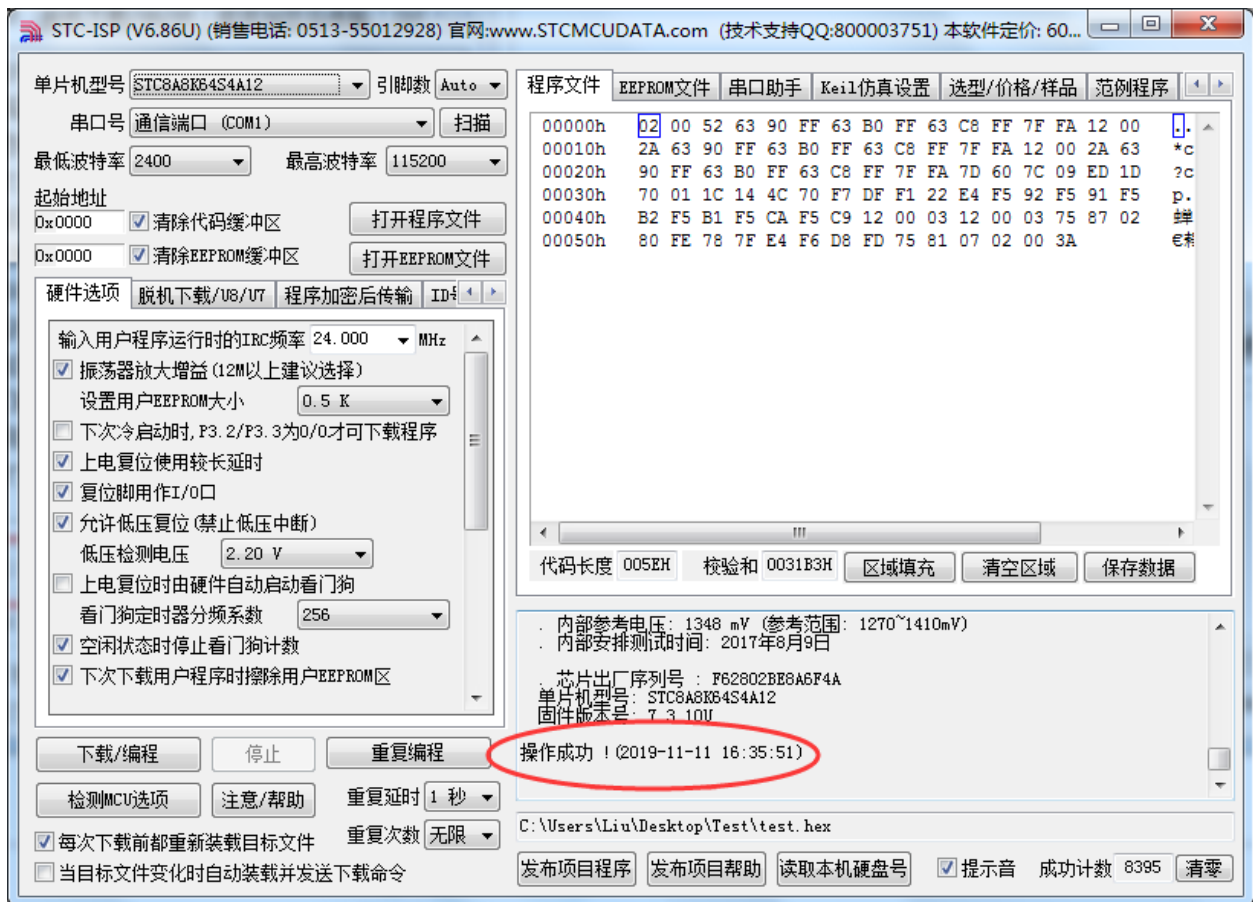 STC-ISP (V6.86U) (销售电话: 0513-55012928) 官网:www.STCMCUDATA.com (技术支持QQ:800003751) 本软件定价: 60...
单片机型号 STC8A8K64S4A12 引脚数 Auto
串口号 通信端口 (COM1) 扫描
最低波特率 2400 最高波特率 115200
起始地址
0x0000 清除代码缓冲区 打开程序文件
0x0000 清除EEPROM缓冲区 打开EEPROM文件
硬件选项 脱机下载/U8/U7 程序加密后传输
输入用户程序运行时的IRC频率 24.000 MHz
振荡器放大增益(12M以上建议选择)
设置用户EEPROM大小 0.5 K
下次冷启动时,P3.2/P3.3为0/0才可下载程序
上电复位使用较长延时
复位脚用作I/O口
允许低压复位(禁止低压中断)
低压检测电压 2.20 V
上电复位时由硬件自动启动看门狗
看门狗定时器分频系数 256
空闲状态时停止看门狗计数
下次下载用户程序时擦除用户EEPROM区
下载/编程 停止 重复编程
检测MCU选项 注意/帮助 重复延时 1 秒
每次下载前都重新装载目标文件 重复次数 无限
当目标文件变化时自动装载并发送下载命令
程序文件 EEPROM文件 串口助手 Keil仿真设置 选型/价格/样品 范例程序
00000h 02 00 52 63 90 FF 63 B0 FF 63 C8 FF 7F FA 12 00 ..
00010h 2A 63 90 FF 63 B0 FF 63 C8 FF 7F FA 12 00 2A 63 *c
00020h 90 FF 63 B0 FF 63 C8 FF 7F FA 7D 60 7C 09 ED 1D ?c
00030h 70 01 1C 14 4C 70 F7 DF F1 22 E4 F5 92 F5 91 F5 p.
00040h B2 F5 B1 F5 CA F5 C9 12 00 03 12 00 03 75 87 02
00050h 80 FE 78 7F E4 F6 D8 FD 75 81 07 02 00 3A
代码长度 005EH 校验和 0031B3H 区域填充 清空区域 保存数据
. 内部参考电压: 1348 mV (参考范围: 1270~1410mV)
. 内部安排测试时间: 2017年8月9日
. 芯片出厂序列号 : F62802BE8A6F4A
单片机型号: STC8A8K64S4A12
固件版本号: 7.3.10U
操作成功 !(2019-11-11 16:35:51)
C:\Users\Liu\Desktop\Test\test.hex
发布项目程序 发布项目帮助 读取本机硬盘号 提示音 成功计数 8395 清零